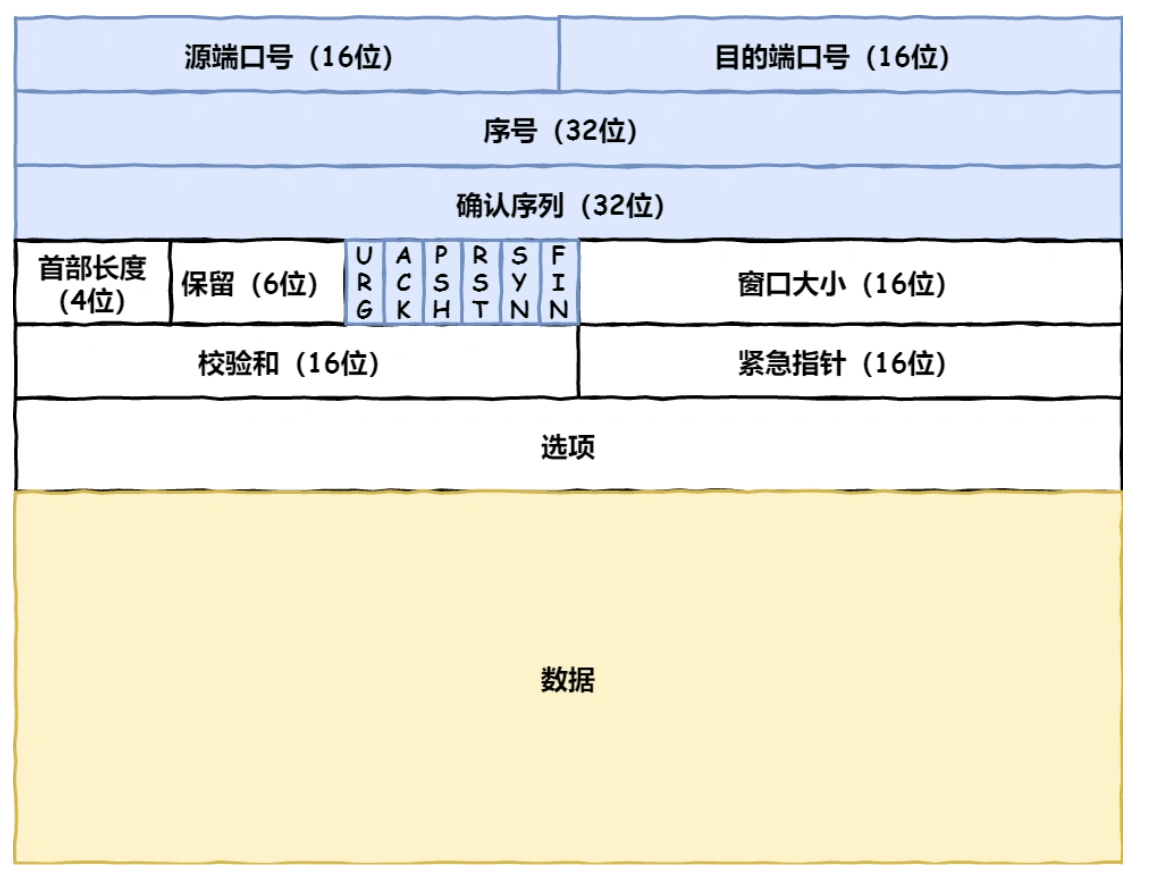 源端口号（16位）
目的端口号（16位）
序号（32位）
确认序列（32位）
首部长度
（4位）
保留（6位）
URG
ACK
PSH
RST
SYN
FIN
窗口大小（16位）
校验和（16位）
紧急指针（16位）
选项
数据